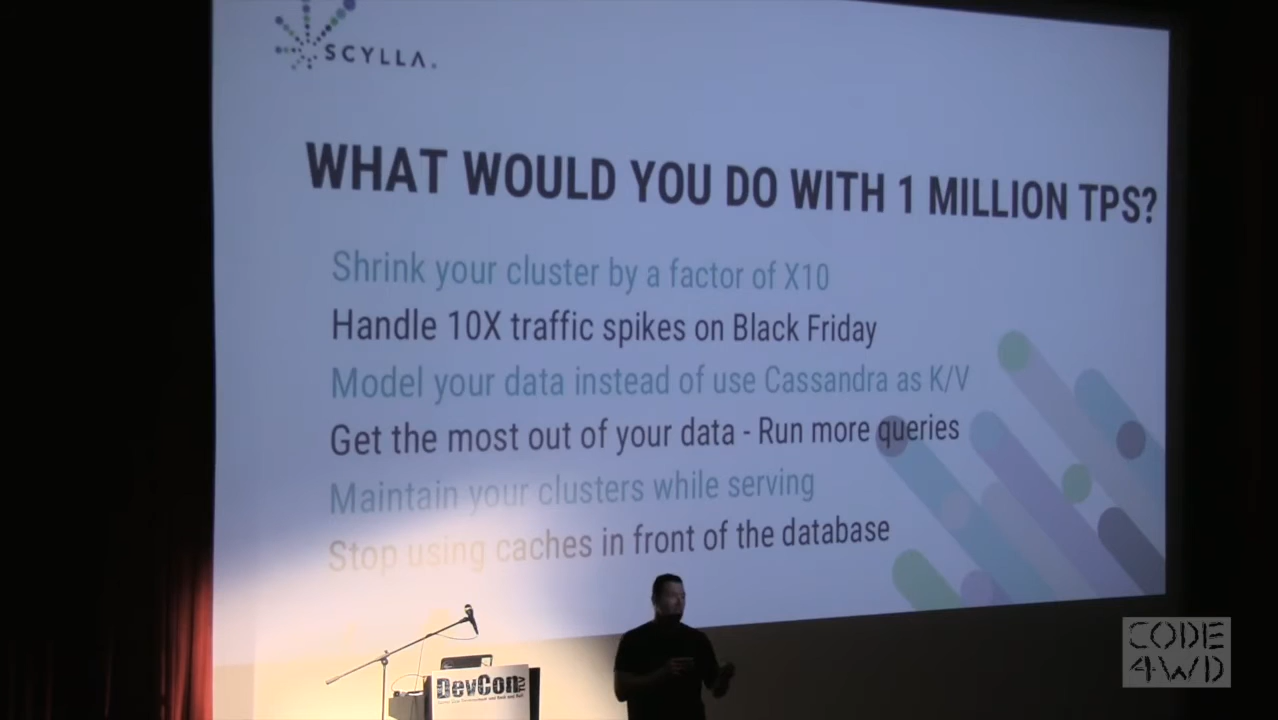 SCYLLA.
WHAT WOULD YOU DO WITH 1 MILLION TPS?
Shrink your cluster by a factor of X10
Handle 10X traffic spikes on Black Friday
Model your data instead of use Cassandra as K/V
Get the most out of your data - Run more queries
Maintain your clusters while serving
Stop using caches in front of the database
DevCon TLV
CODE
4WD